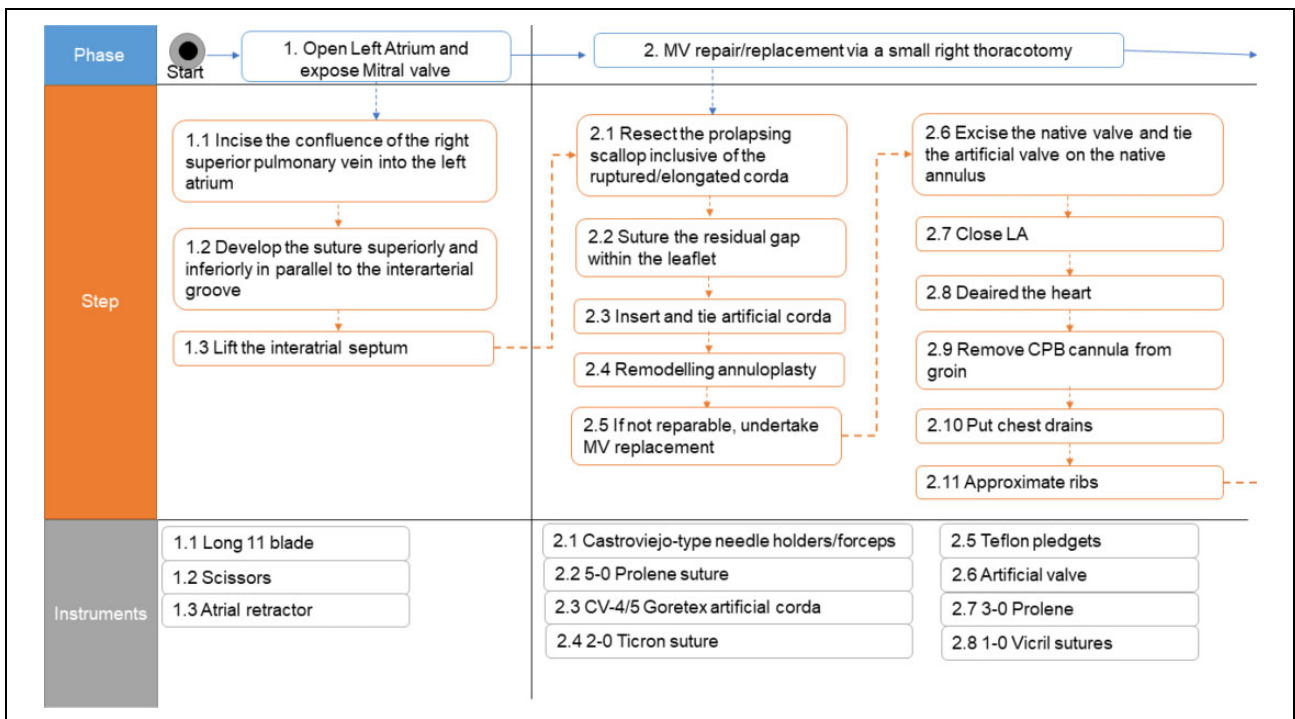 Phase
Start
1. Open Left Atrium and
expose Mitral valve
2. MV repair/replacement via a small right thoracotomy
Step
1.1 Incise the confluence of the right
superior pulmonary vein into the left
atrium
1.2 Develop the suture superiorly and
inferiorly in parallel to the interarterial
groove
1.3 Lift the interatrial septum
2.1 Resect the prolapsing
scallop inclusive of the
ruptured/elongated corda
2.2 Suture the residual gap
within the leaflet
2.3 Insert and tie artificial corda
2.4 Remodelling annuloplasty
2.5 If not reparable, undertake
MV replacement
2.6 Excise the native valve and tie
the artificial valve on the native
annulus
2.7 Close LA
2.8 Deaired the heart
2.9 Remove CPB cannula from
groin
2.10 Put chest drains
2.11 Approximate ribs
Instruments
1.1 Long 11 blade
1.2 Scissors
1.3 Atrial retractor
2.1 Castroviejo-type needle holders/forceps
2.2 5-0 Prolene suture
2.3 CV-4/5 Goretex artificial corda
2.4 2-0 Ticron suture
2.5 Teflon pledgets
2.6 Artificial valve
2.7 3-0 Prolene
2.8 1-0 Vicril sutures